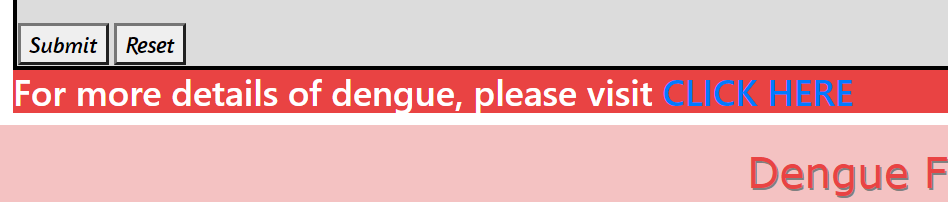 Submit Reset
For more details of dengue, please visit CLICK HERE
Dengue F